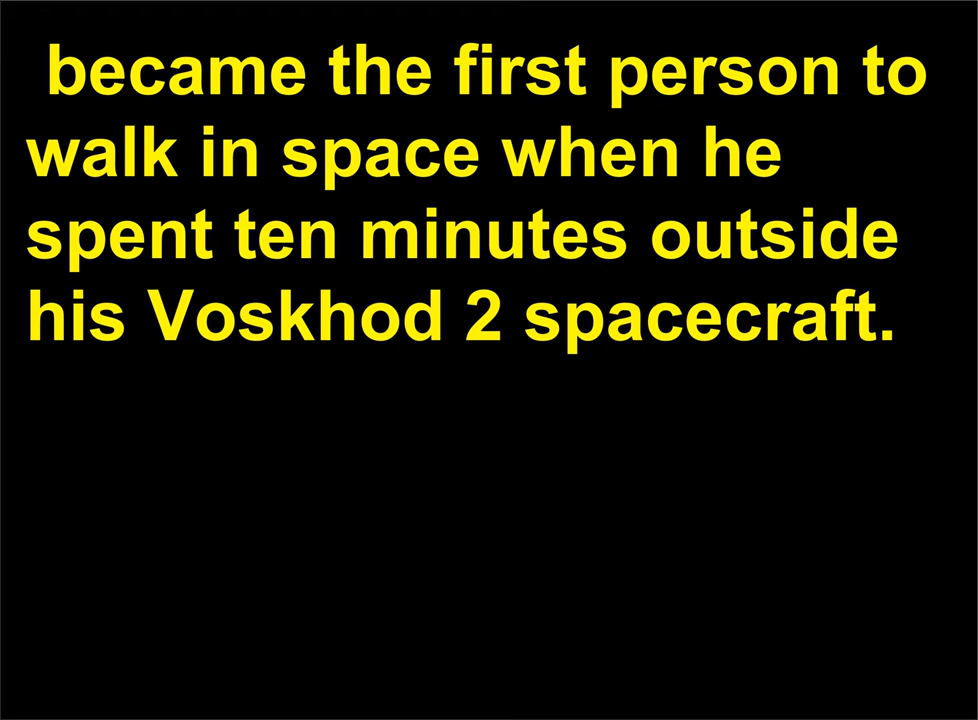 became the first person to
walk in space when he
spent ten minutes outside
his Voskhod 2 spacecraft.